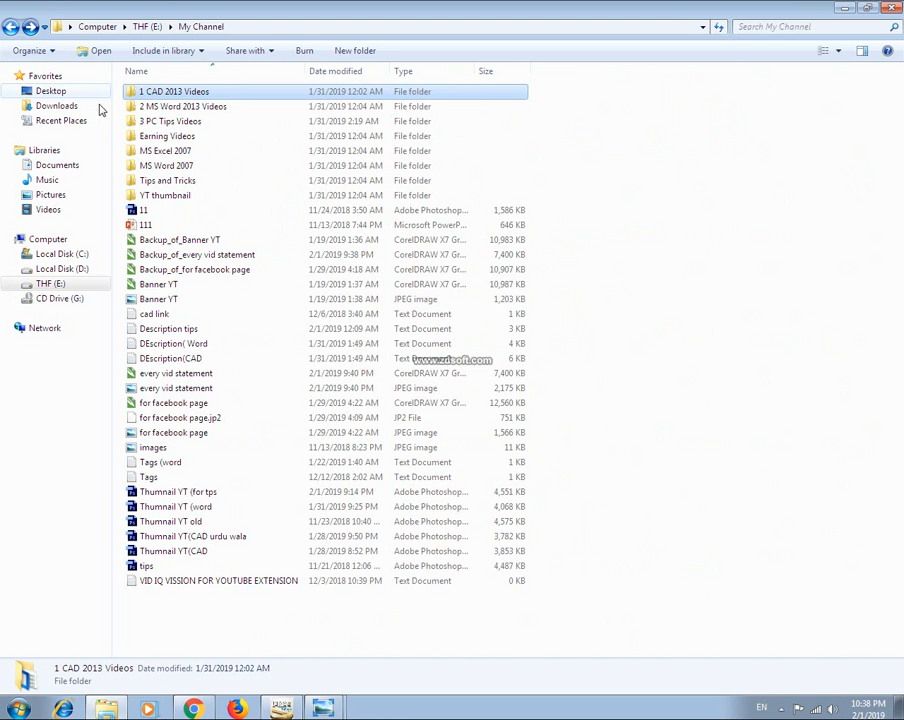 Computer ▸ THF (E:) ▸ My Channel
Search My Channel
Organize Open Include in library Share with Burn New folder
Name Date modified Type Size
Favorites
Desktop
Downloads
Recent Places
Libraries
Documents
Music
Pictures
Videos
Computer
Local Disk (C:)
Local Disk (D:)
THF (E:)
CD Drive (G:)
Network
1 CAD 2013 Videos 1/31/2019 12:02 AM File folder
2 MS Word 2013 Videos 1/31/2019 12:04 AM File folder
3 PC Tips Videos 1/31/2019 2:19 AM File folder
Earning Videos 1/31/2019 12:04 AM File folder
MS Excel 2007 1/31/2019 12:04 AM File folder
MS Word 2007 1/31/2019 12:04 AM File folder
Tips and Tricks 1/31/2019 12:04 AM File folder
YT thumbnail 1/31/2019 12:04 AM File folder
11 11/24/2018 3:50 AM Adobe Photoshop... 1,586 KB
111 11/13/2018 7:44 PM Microsoft PowerP... 646 KB
Backup_of_Banner YT 1/19/2019 1:36 AM CorelDRAW X7 Gr... 10,983 KB
Backup_of_every vid statement 2/1/2019 9:38 PM CorelDRAW X7 Gr... 7,400 KB
Backup_of_for facebook page 1/29/2019 4:18 AM CorelDRAW X7 Gr... 10,907 KB
Banner YT 1/19/2019 1:37 AM CorelDRAW X7 Gr... 10,987 KB
Banner YT 1/19/2019 1:38 AM JPEG image 1,203 KB
cad link 12/6/2018 3:40 AM Text Document 1 KB
Description tips 2/1/2019 12:09 AM Text Document 3 KB
DEscription( Word 1/31/2019 1:49 AM Text Document 4 KB
DEscription(CAD 1/31/2019 1:49 AM 6 KB
www.zdsoft.com
every vid statement 2/1/2019 9:40 PM CorelDRAW X7 Gr... 7,400 KB
every vid statement 2/1/2019 9:40 PM JPEG image 2,175 KB
for facebook page 1/29/2019 4:22 AM CorelDRAW X7 Gr... 12,560 KB
for facebook page.jp2 1/29/2019 4:09 AM JP2 File 751 KB
for facebook page 1/29/2019 4:22 AM JPEG image 1,566 KB
images 11/13/2018 8:23 PM JPEG image 11 KB
Tags (word 1/22/2019 1:40 AM Text Document 1 KB
Tags 12/12/2018 2:02 AM Text Document 1 KB
Thumnail YT (for tps 2/1/2019 9:14 PM Adobe Photoshop... 4,551 KB
Thumnail YT (word 1/31/2019 9:25 PM Adobe Photoshop... 4,068 KB
Thumnail YT old 11/23/2018 10:40 ... Adobe Photoshop... 4,575 KB
Thumnail YT(CAD urdu wala 1/28/2019 9:50 PM Adobe Photoshop... 3,782 KB
Thumnail YT(CAD 1/28/2019 8:52 PM Adobe Photoshop... 3,853 KB
tips 11/21/2018 12:06 ... Adobe Photoshop... 4,487 KB
VID IQ VISSION FOR YOUTUBE EXTENSION 12/3/2018 10:39 PM Text Document 0 KB
1 CAD 2013 Videos Date modified: 1/31/2019 12:02 AM
File folder
EN
10:38 PM
2/1/2019